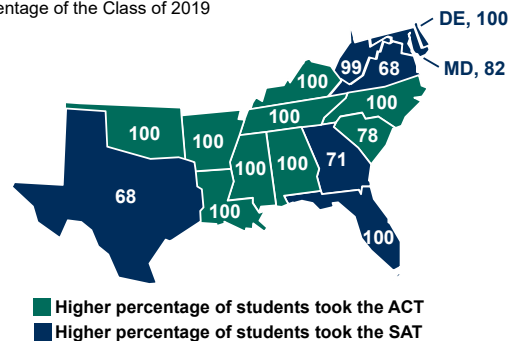 entage of the Class of 2019
DE, 100
99
68
MD, 82
100
100
100
100
100
78
100
100
71
68
100
100
Higher percentage of students took the ACT
Higher percentage of students took the SAT